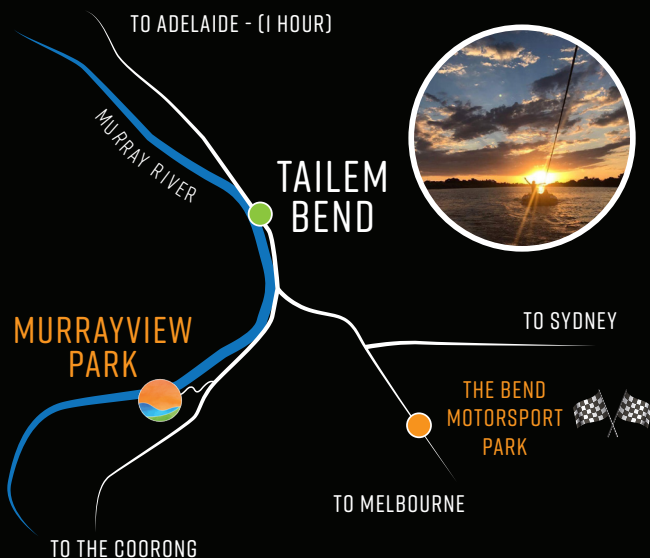 TO ADELAIDE - (1 HOUR)
MURRAY RIVER
TAILEM
BEND
MURRAYVIEW
PARK
TO SYDNEY
THE BEND
MOTORSPORT
PARK
TO MELBOURNE
TO THE COORONG